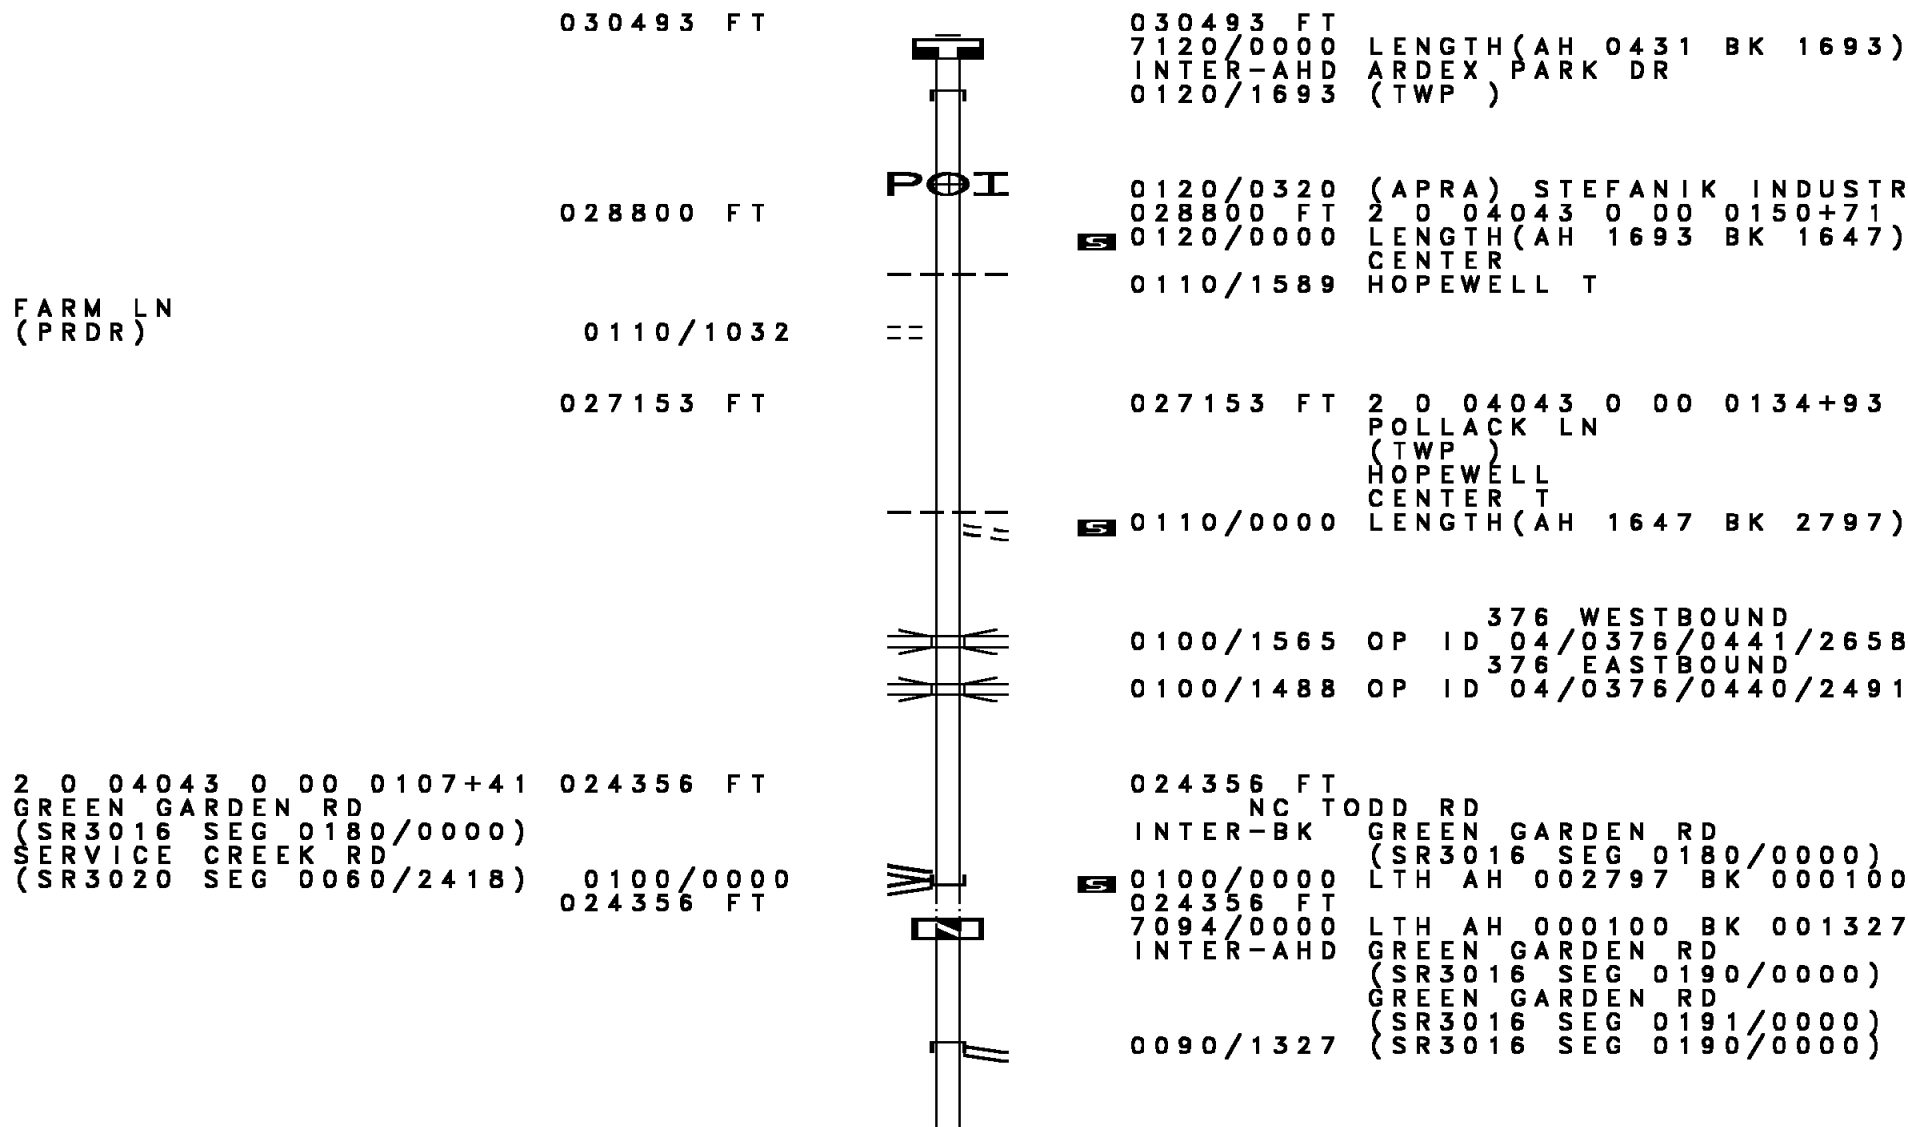 030493 FT 030493 FT
7120/0000 LENGTH(AH 0431 BK 1693)
INTER-AHD ARDEX PARK DR
0120/1693 (TWP )
POI 0120/0320 (APRA) STEFANIK INDUSTR
028800 FT 028800 FT 2 0 04043 0 00 0150+71
S 0120/0000 LENGTH(AH 1693 BK 1647)
CENTER
0110/1589 HOPEWELL T
FARM LN
(PRDR) 0110/1032
027153 FT 027153 FT 2 0 04043 0 00 0134+93
POLLACK LN
(TWP )
HOPEWELL
CENTER T
S 0110/0000 LENGTH(AH 1647 BK 2797)
376 WESTBOUND
0100/1565 OP ID 04/0376/0441/2658
376 EASTBOUND
0100/1488 OP ID 04/0376/0440/2491
2 0 04043 0 00 0107+41 024356 FT 024356 FT
GREEN GARDEN RD NC TODD RD
(SR3016 SEG 0180/0000) INTER-BK GREEN GARDEN RD
SERVICE CREEK RD (SR3016 SEG 0180/0000)
(SR3020 SEG 0060/2418) 0100/0000 S 0100/0000 LTH AH 002797 BK 000100
024356 FT 024356 FT
7094/0000 LTH AH 000100 BK 001327
INTER-AHD GREEN GARDEN RD
(SR3016 SEG 0190/0000)
GREEN GARDEN RD
(SR3016 SEG 0191/0000)
0090/1327 (SR3016 SEG 0190/0000)